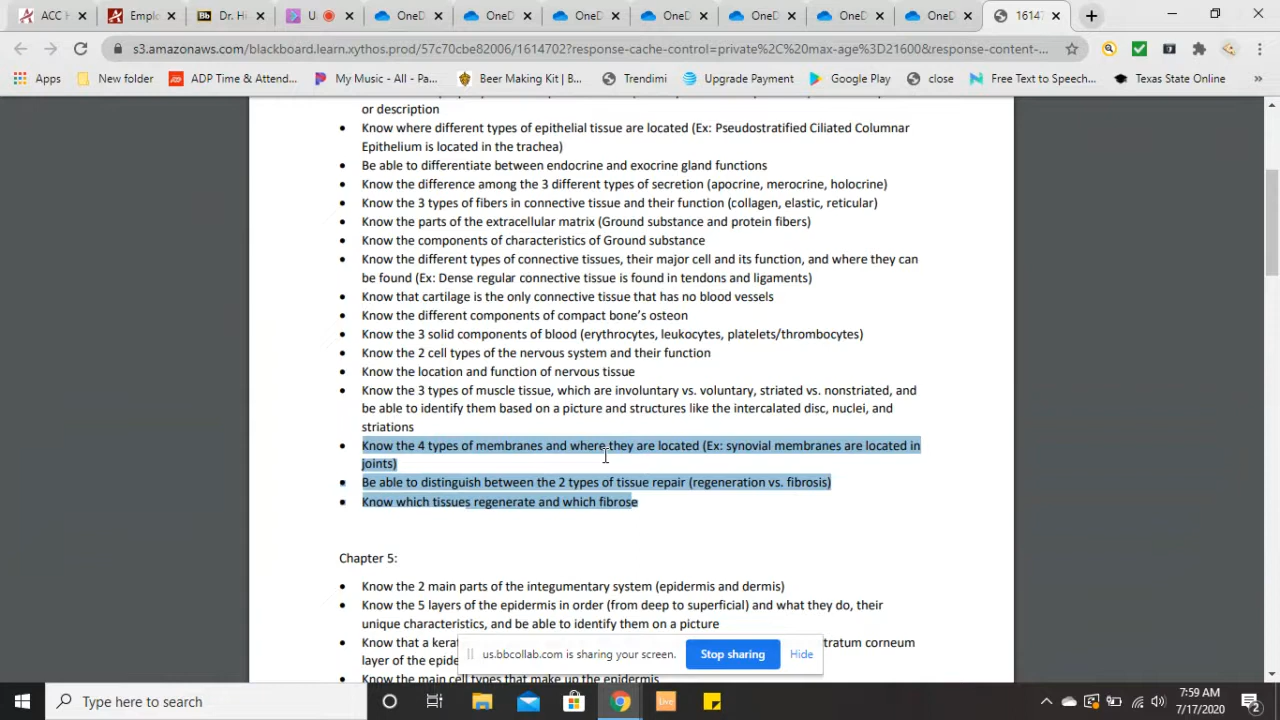 ACC -
Emplo
Dr. Hi
U
OneD
OneD
OneD
OneD
OneD
OneD
OneD
1614
s3.amazonaws.com/blackboard.learn.xythos.prod/57c70cbe82006/1614702?response-cache-control=private%2C%20max-age%3D21600&response-content-...
Apps
New folder
ADP Time & Attend...
My Music - All - Pa...
Beer Making Kit | B...
Trendimi
Upgrade Payment
Google Play
close
Free Text to Speech...
Texas State Online
»
or description
• Know where different types of epithelial tissue are located (Ex: Pseudostratified Ciliated Columnar
Epithelium is located in the trachea)
• Be able to differentiate between endocrine and exocrine gland functions
• Know the difference among the 3 different types of secretion (apocrine, merocrine, holocrine)
• Know the 3 types of fibers in connective tissue and their function (collagen, elastic, reticular)
• Know the parts of the extracellular matrix (Ground substance and protein fibers)
• Know the components of characteristics of Ground substance
• Know the different types of connective tissues, their major cell and its function, and where they can
be found (Ex: Dense regular connective tissue is found in tendons and ligaments)
• Know that cartilage is the only connective tissue that has no blood vessels
• Know the different components of compact bone's osteon
• Know the 3 solid components of blood (erythrocytes, leukocytes, platelets/thrombocytes)
• Know the 2 cell types of the nervous system and their function
• Know the location and function of nervous tissue
• Know the 3 types of muscle tissue, which are involuntary vs. voluntary, striated vs. nonstriated, and
be able to identify them based on a picture and structures like the intercalated disc, nuclei, and
striations
• Know the 4 types of membranes and where they are located (Ex: synovial membranes are located in
joints)
• Be able to distinguish between the 2 types of tissue repair (regeneration vs. fibrosis)
• Know which tissues regenerate and which fibrose
Chapter 5:
• Know the 2 main parts of the integumentary system (epidermis and dermis)
• Know the 5 layers of the epidermis in order (from deep to superficial) and what they do, their
unique characteristics, and be able to identify them on a picture
• Know that a kera
tratum corneum
layer of the epide
• Know the main cell types that make up the epidermis
us.bbcollab.com is sharing your screen.
Stop sharing
Hide
Type here to search
Live
7:59 AM
7/17/2020
2